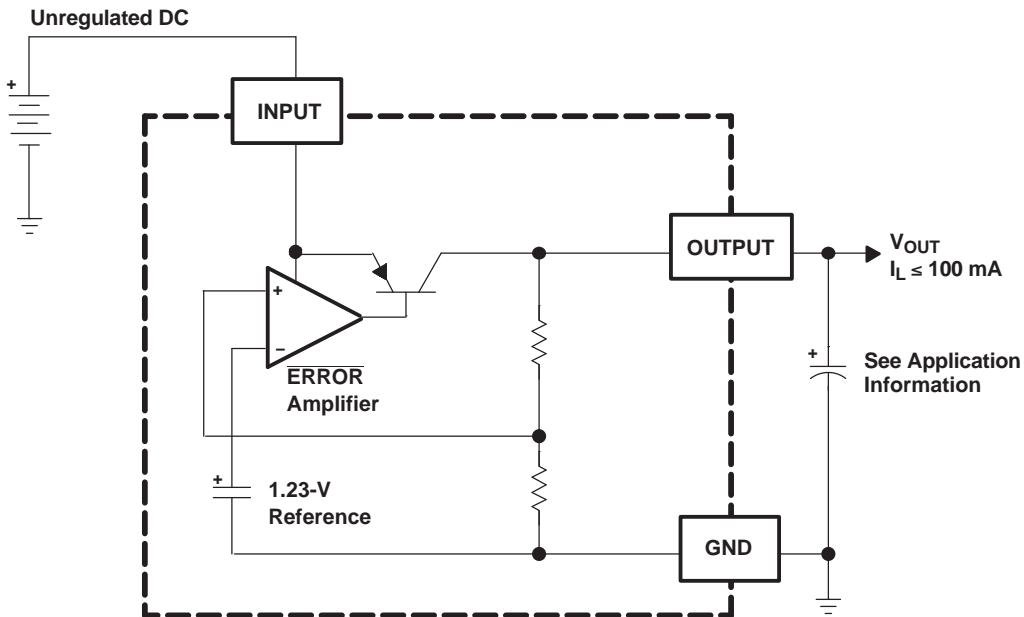 Unregulated DC
+
INPUT
OUTPUT
V_OUT
I_L ≤ 100 mA
+
−
ERROR
Amplifier
+
See Application
Information
+
1.23-V
Reference
GND